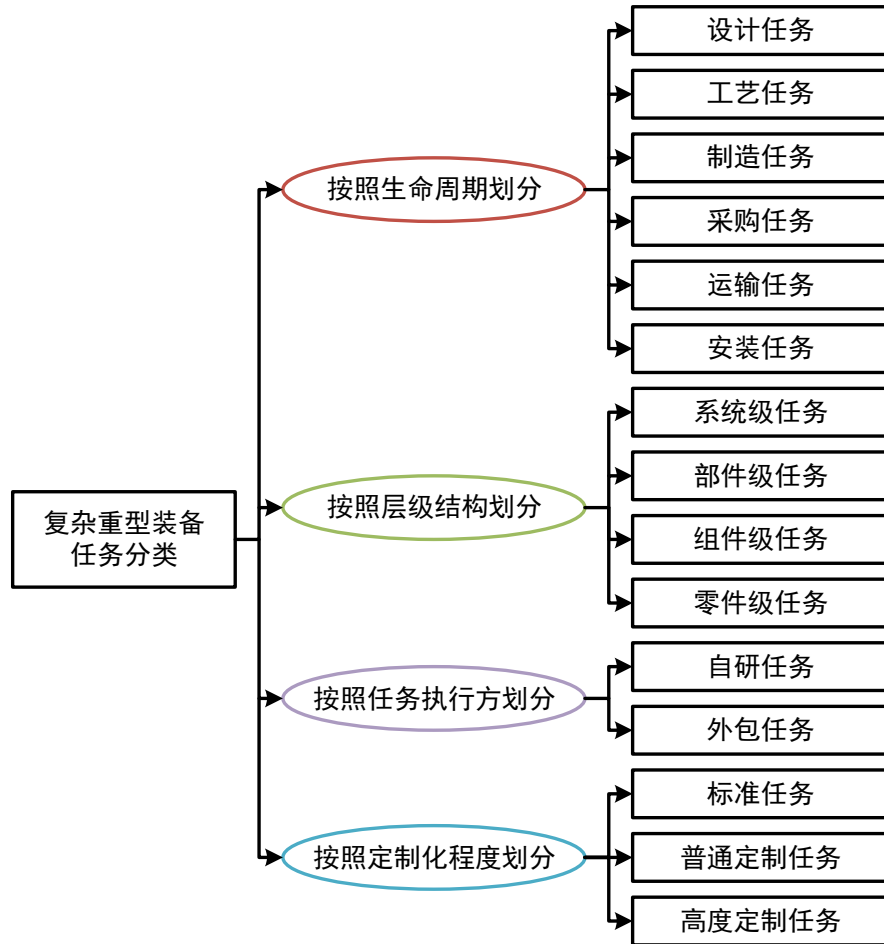 复杂重型装备
任务分类
按照生命周期划分
设计任务
工艺任务
制造任务
采购任务
运输任务
安装任务
按照层级结构划分
系统级任务
部件级任务
组件级任务
零件级任务
按照任务执行方划分
自研任务
外包任务
按照定制化程度划分
标准任务
普通定制任务
高度定制任务